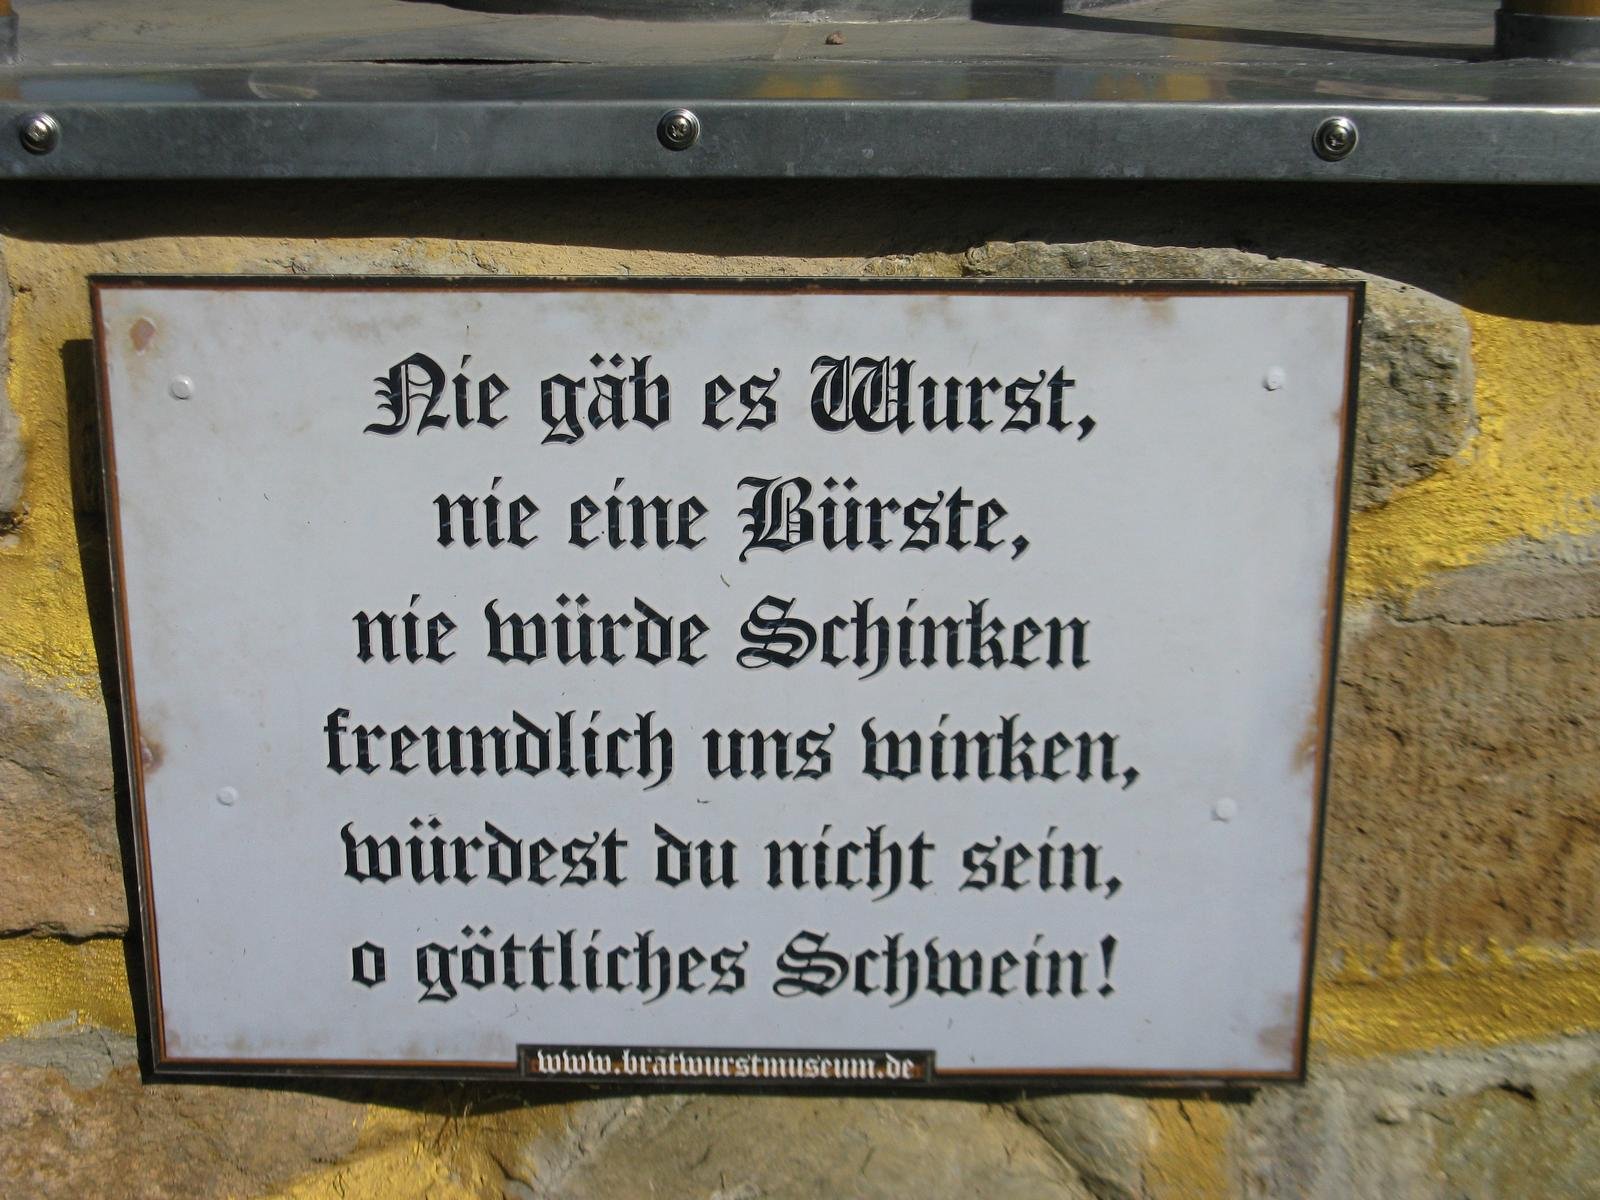 Nie gäb es Wurst,
nie eine Bürste,
nie würde Schinken
freundlich uns winken,
würdest du nicht sein,
o göttliches Schwein!
www.bratwurstmuseum.de